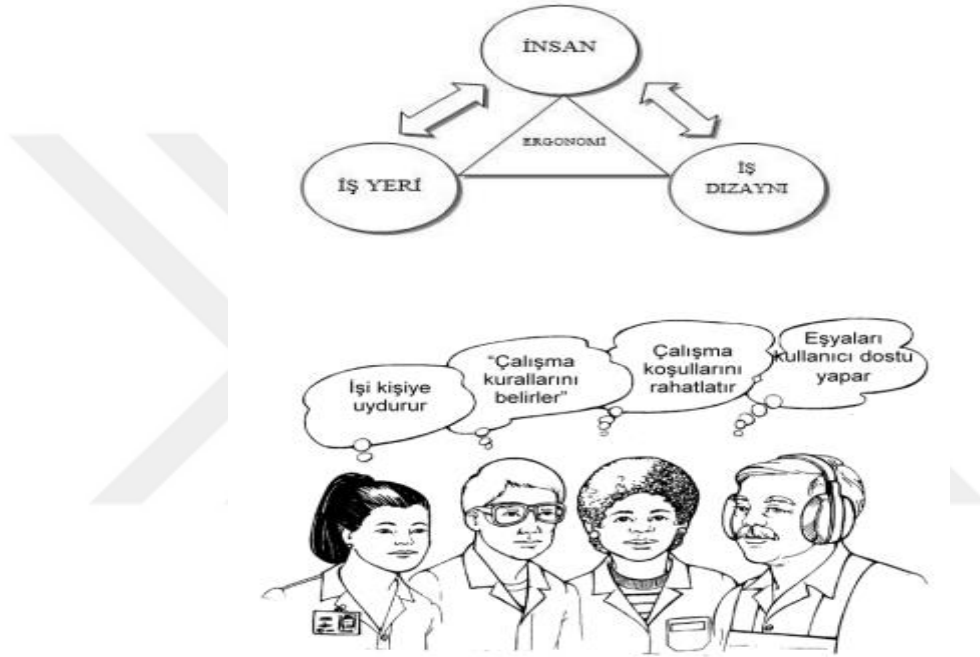 İNSAN
ERGONOMİ
İŞ YERİ
İŞ
DIZAYNI
İşi kişiye
uydurur
“Çalışma
kurallarını
belirler”
Çalışma
koşullarını
rahatlatır
Eşyaları
kullanıcı dostu
yapar